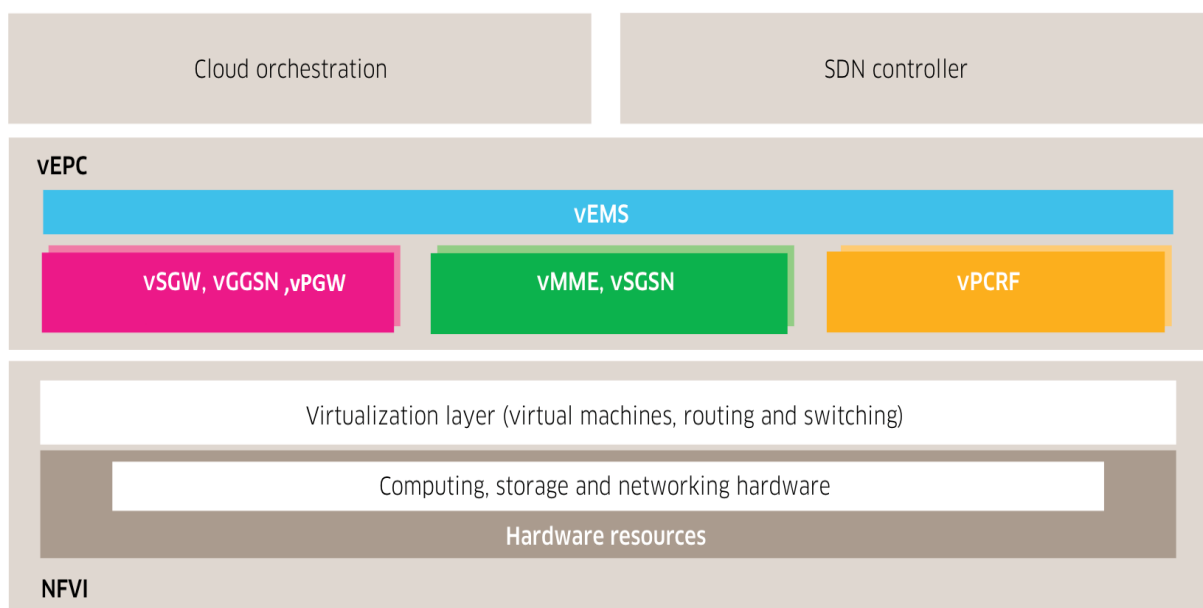 Cloud orchestration
SDN controller
vEPC
vEMS
vSGW, vGGSN ,vPGW
vMME, vSGSN
vPCRF
Virtualization layer (virtual machines, routing and switching)
Computing, storage and networking hardware
Hardware resources
NFVI